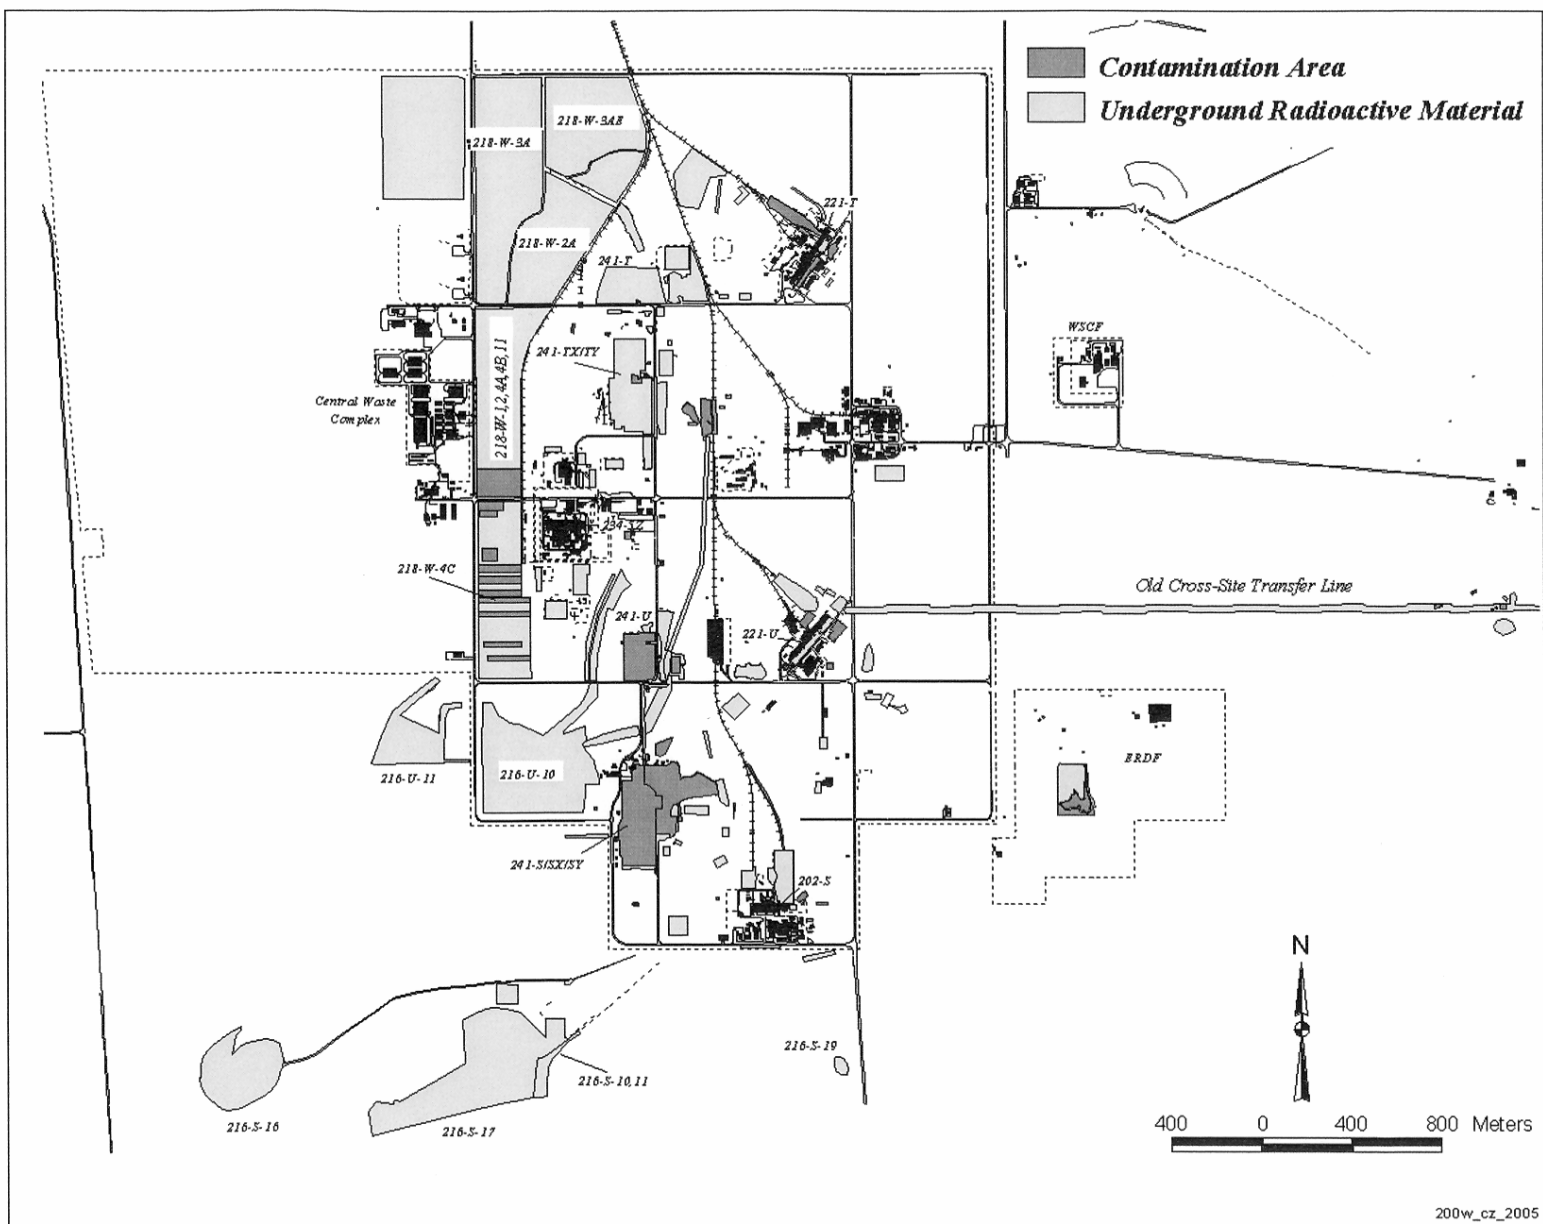 Contamination Area
Underground Radioactive Material
218-W-3AE
218-W-3A
221-T
218-W-2A
241-T
WSCF
241-TX/TY
218-W-1,2,4A,4B,11
Central Waste
Complex
234-5Z
218-W-4C
Old Cross-Site Transfer Line
241-U
221-U
216-U-11
216-U-10
ERDF
241-S/SX/SY
202-S
N
216-S-19
216-S-10,11
216-S-16
216-S-17
400 0 400 800 Meters
200w_cz_2005